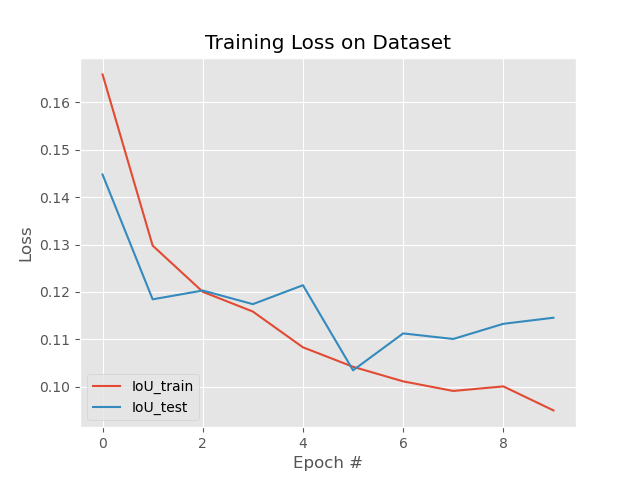 Training Loss on Dataset
0.16
0.15
0.14
0.13
0.12
0.11
0.10
Loss
IoU_train
IoU_test
0 2 4 6 8
Epoch #